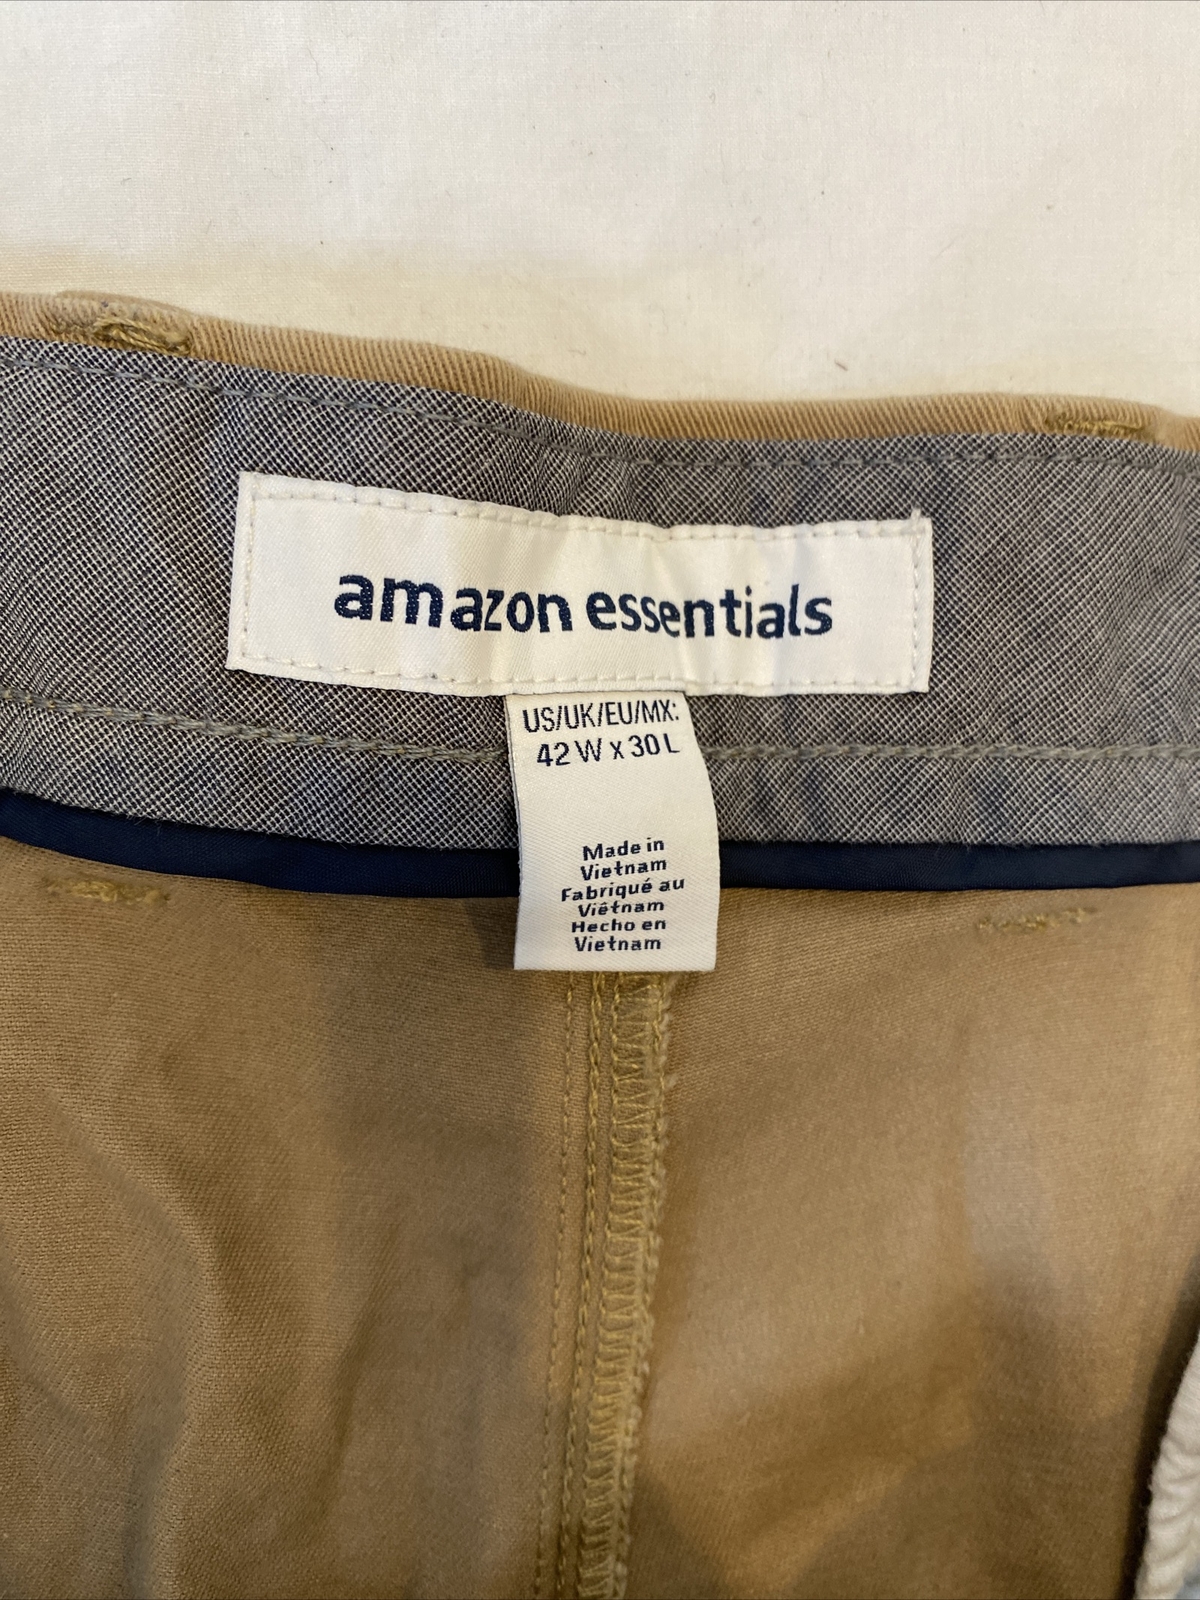 amazon essentials
US/UK/EU/MX:
42 W x 30 L
Made in
Vietnam
Fabriqué au
Viêtnam
Hecho en
Vietnam